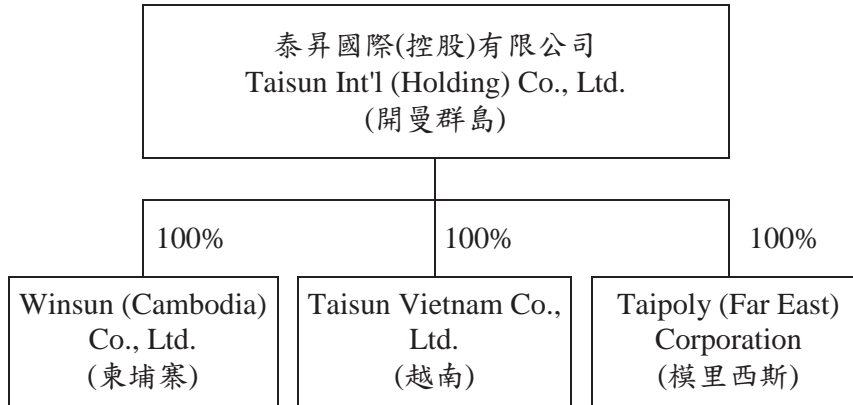 泰昇國際(控股)有限公司
Taisun Int'l (Holding) Co., Ltd.
(開曼群島)
100%
100%
100%
Winsun (Cambodia)
Co., Ltd.
(柬埔寨)
Taisun Vietnam Co.,
Ltd.
(越南)
Taipoly (Far East)
Corporation
(模里西斯)